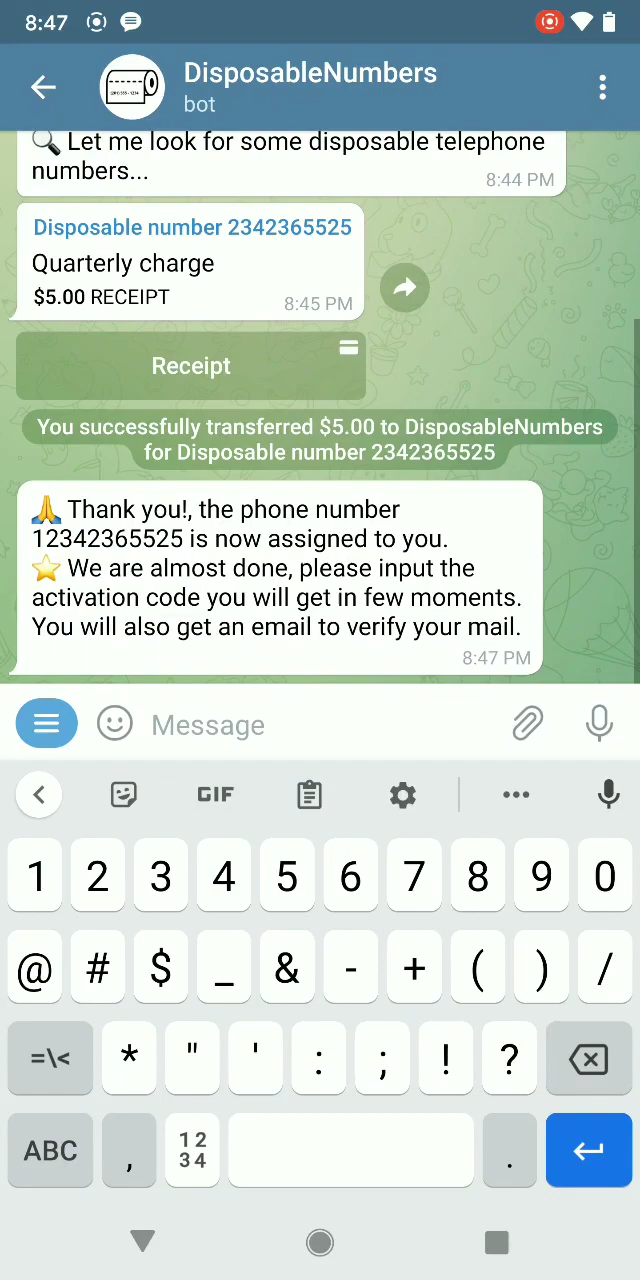 8:47
DisposableNumbers
bot
🔍 Let me look for some disposable telephone
numbers...
8:44 PM
Disposable number 2342365525
Quarterly charge
$5.00 RECEIPT
8:45 PM
Receipt
You successfully transferred $5.00 to DisposableNumbers
for Disposable number 2342365525
🙏 Thank you!, the phone number
12342365525 is now assigned to you.
⭐ We are almost done, please input the
activation code you will get in few moments.
You will also get an email to verify your mail.
8:47 PM
Message
GIF
1 2 3 4 5 6 7 8 9 0
@ # $ _ & - + ( ) /
=\< * " ' : ; ! ?
ABC , 1 2 .
3 4